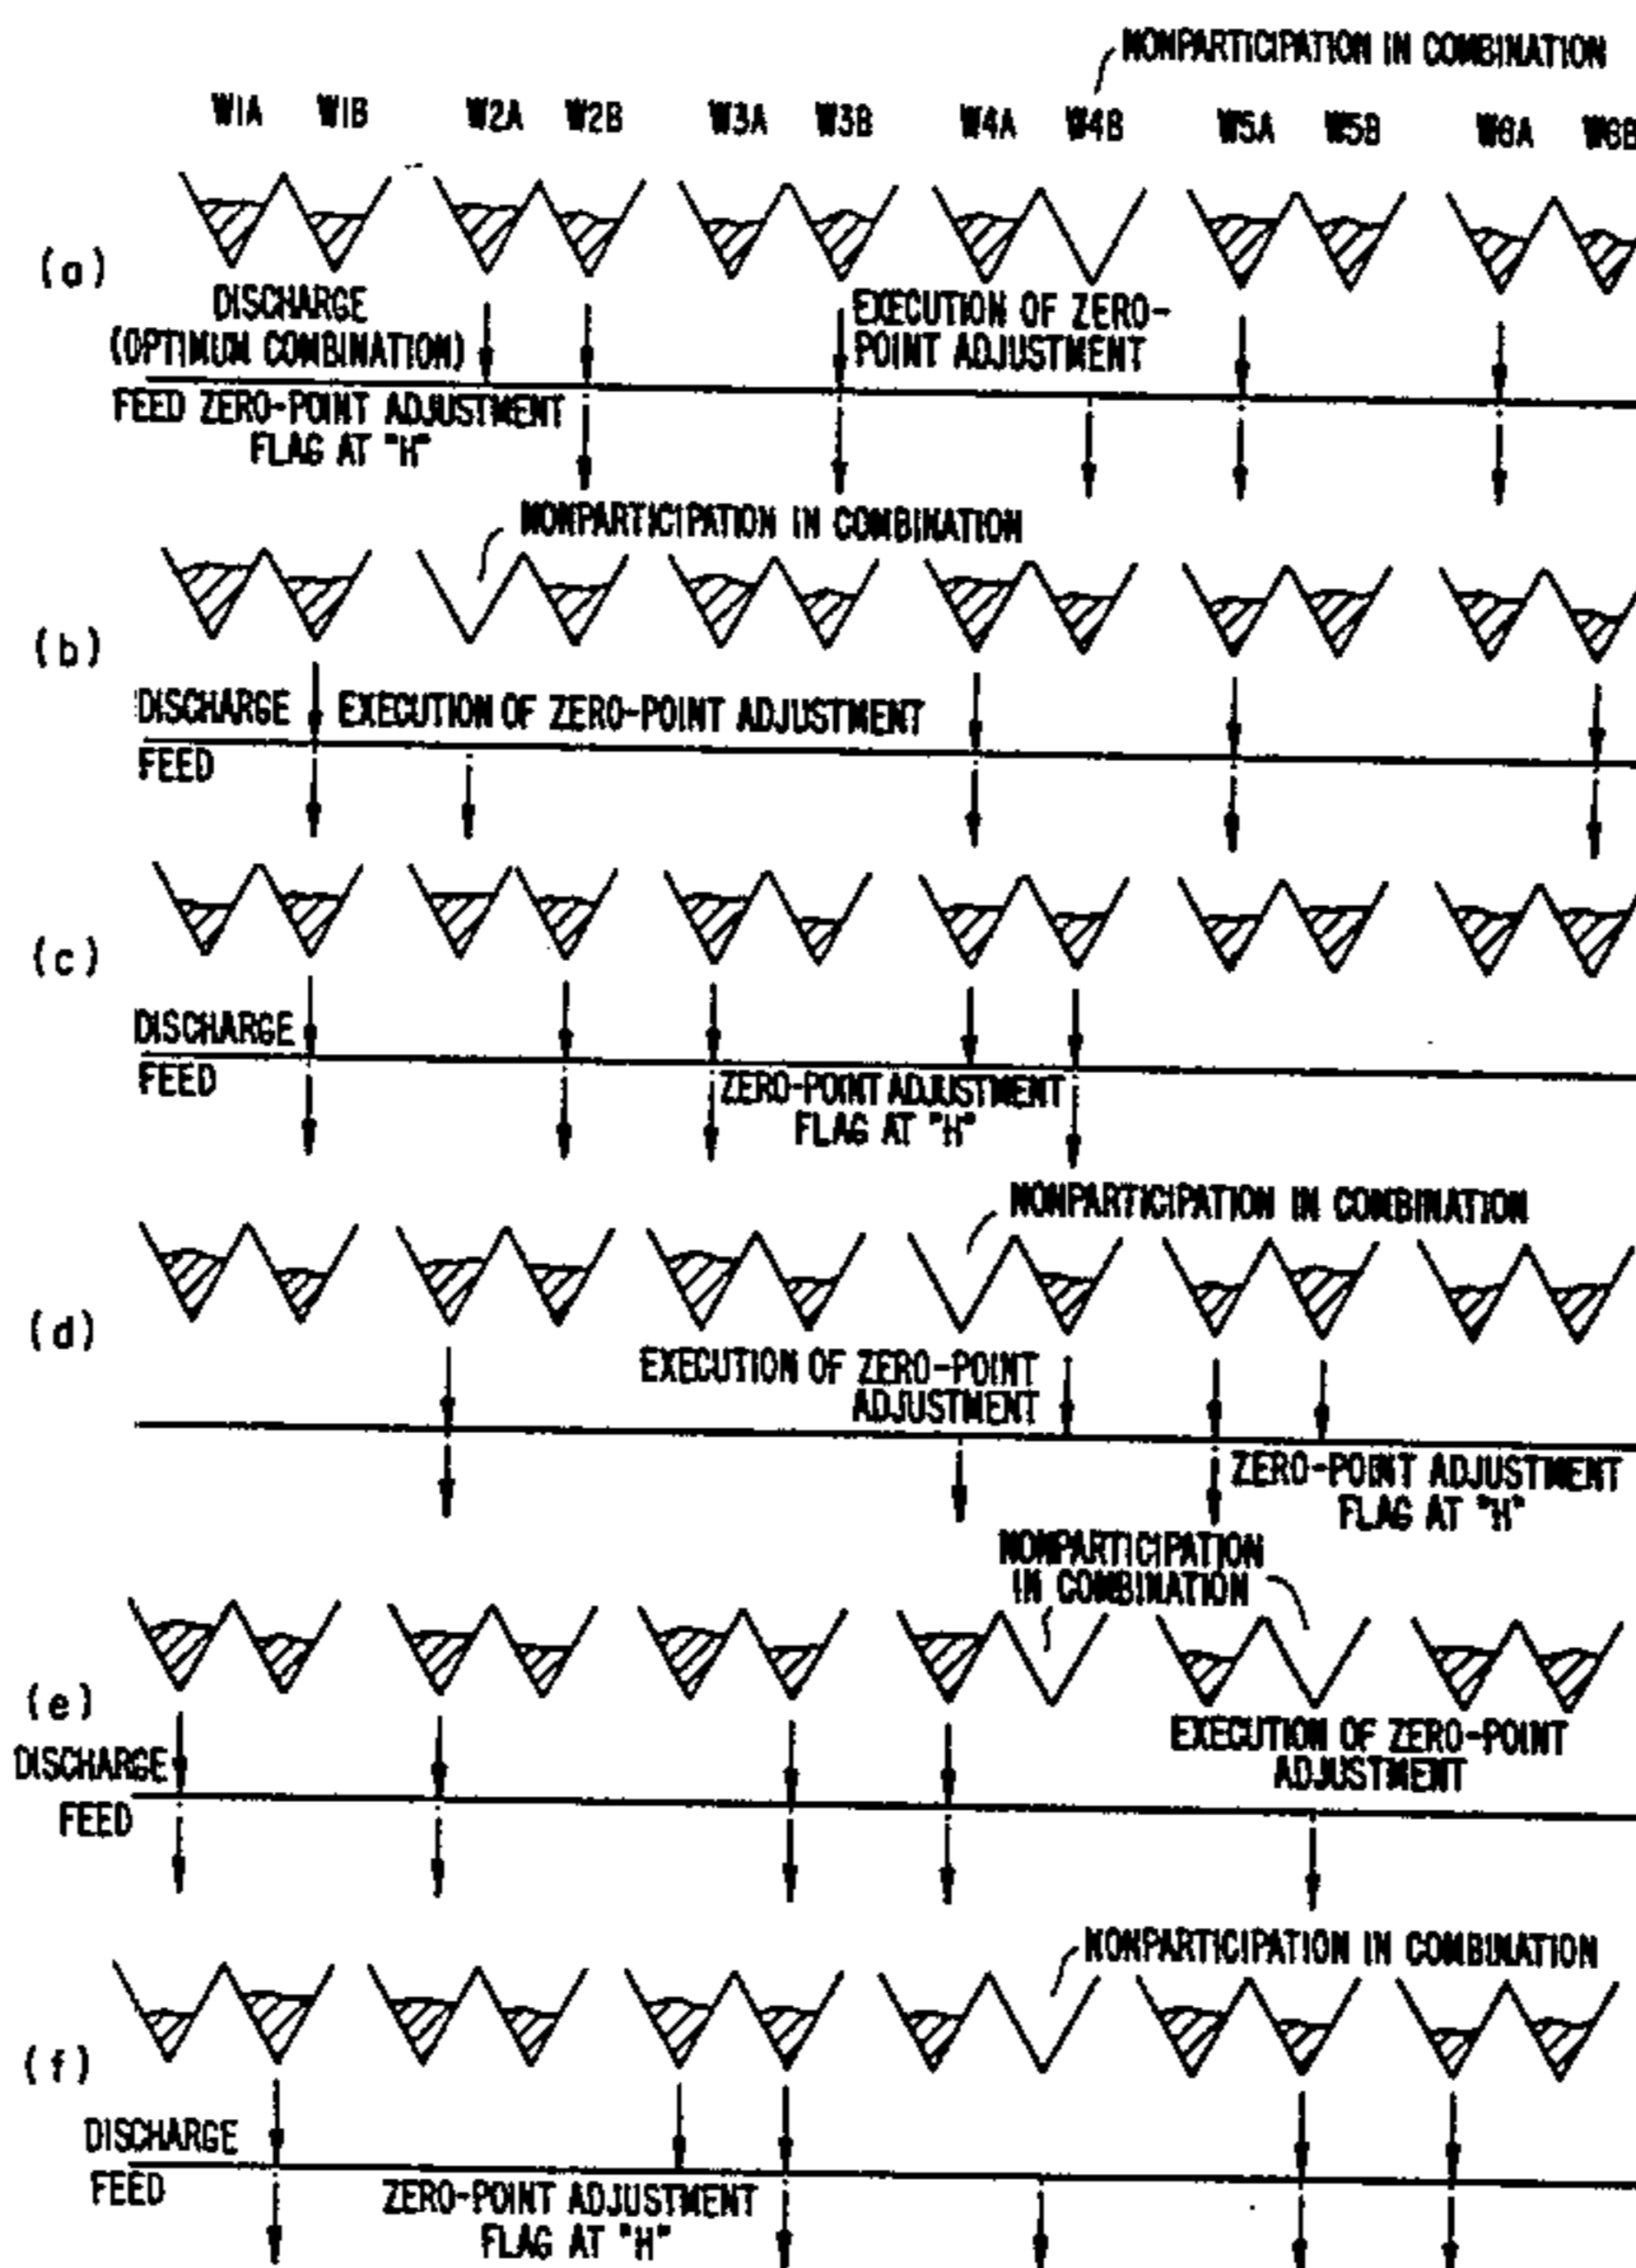 NONPARTICIPATION IN COMBINATION
W1A W1B W2A W2B W3A W3B W4A W4B W5A W5B W6A W6B
(a)
DISCHARGE
(OPTIMUM COMBINATION)
EXECUTION OF ZERO-
POINT ADJUSTMENT
FEED ZERO-POINT ADJUSTMENT
FLAG AT "H"
NONPARTICIPATION IN COMBINATION
(b)
DISCHARGE EXECUTION OF ZERO-POINT ADJUSTMENT
FEED
(c)
DISCHARGE
FEED
ZERO-POINT ADJUSTMENT
FLAG AT "H"
NONPARTICIPATION IN COMBINATION
(d)
EXECUTION OF ZERO-POINT
ADJUSTMENT
ZERO-POINT ADJUSTMENT
FLAG AT "H"
NONPARTICIPATION
IN COMBINATION
(e)
EXECUTION OF ZERO-POINT
ADJUSTMENT
DISCHARGE
FEED
NONPARTICIPATION IN COMBINATION
(f)
DISCHARGE
FEED
ZERO-POINT ADJUSTMENT
FLAG AT "H"